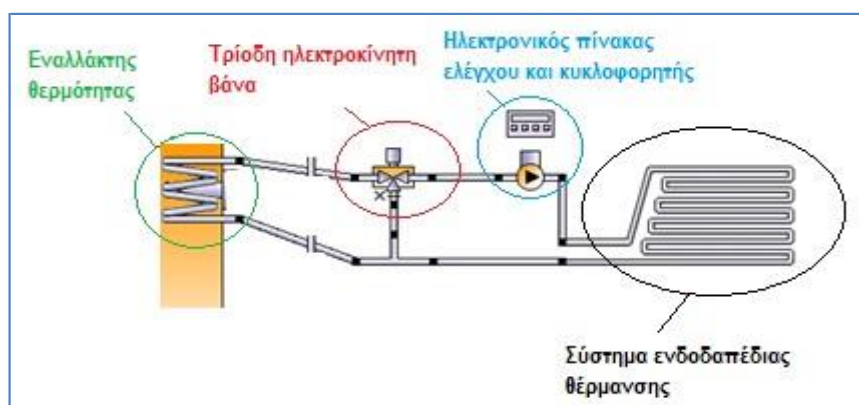 Εναλλάκτης
θερμότητας
Τρίοδη ηλεκτροκίνητη
βάνα
Ηλεκτρονικός πίνακας
ελέγχου και κυκλοφορητής
Σύστημα ενδοδαπέδιας
θέρμανσης